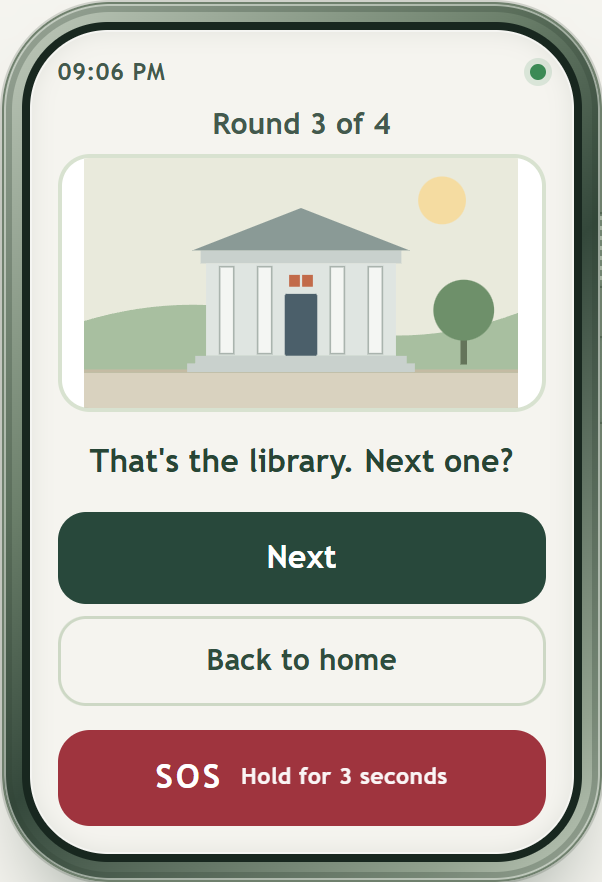 09:06 PM
Round 3 of 4
That's the library. Next one?
Next
Back to home
SOS Hold for 3 seconds